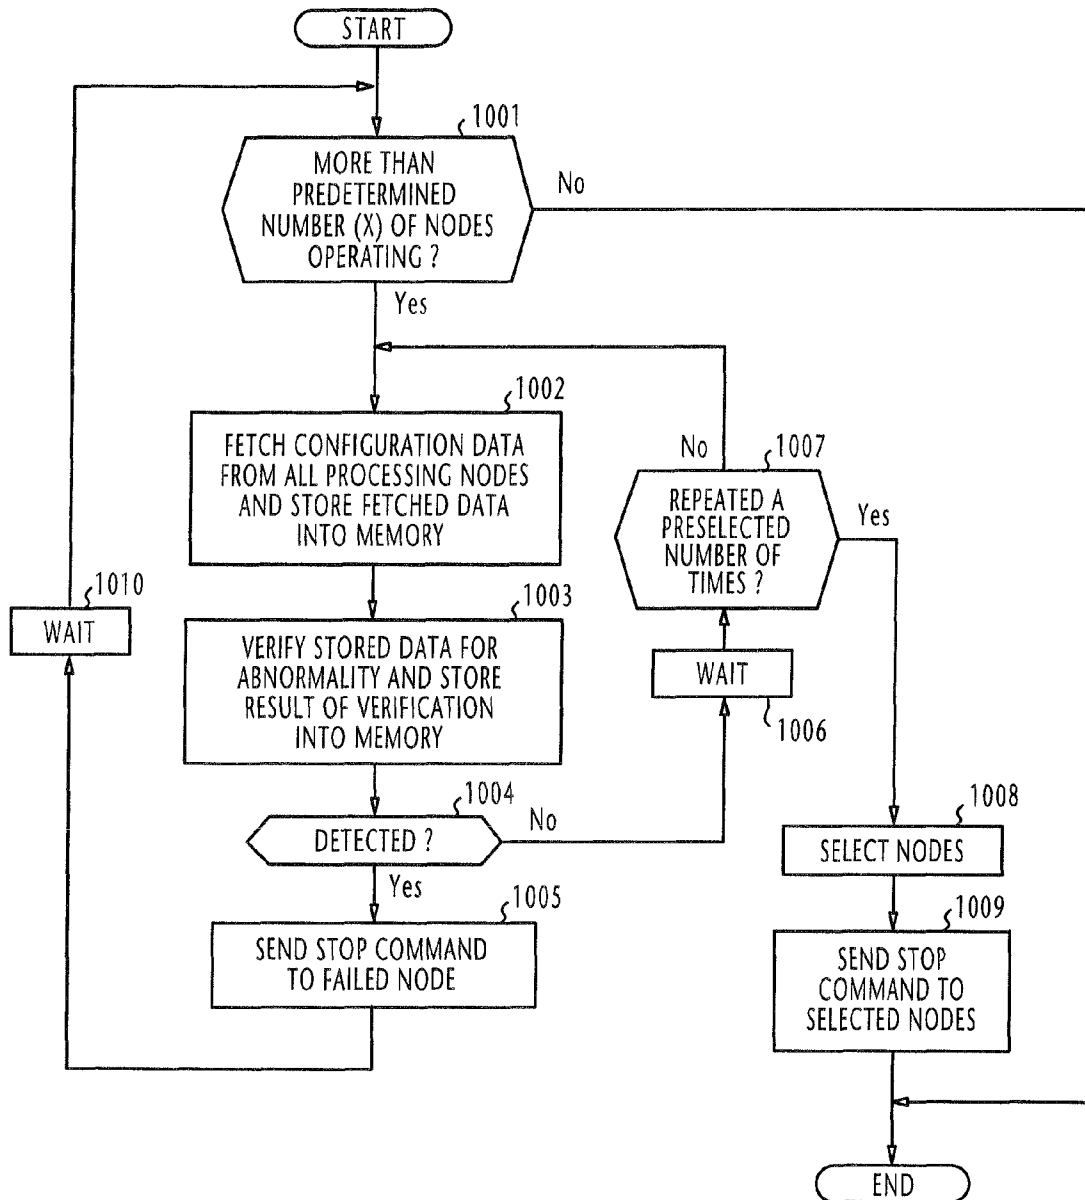 START
1001
MORE THAN
PREDETERMINED
NUMBER (X) OF NODES
OPERATING ?
No
Yes
1002
FETCH CONFIGURATION DATA
FROM ALL PROCESSING NODES
AND STORE FETCHED DATA
INTO MEMORY
No
1007
REPEATED A
PRESELECTED
NUMBER OF
TIMES ?
Yes
1010
WAIT
1003
VERIFY STORED DATA FOR
ABNORMALITY AND STORE
RESULT OF VERIFICATION
INTO MEMORY
WAIT
1006
1004
DETECTED ?
No
Yes
1005
SEND STOP COMMAND
TO FAILED NODE
1008
SELECT NODES
1009
SEND STOP
COMMAND TO
SELECTED NODES
END